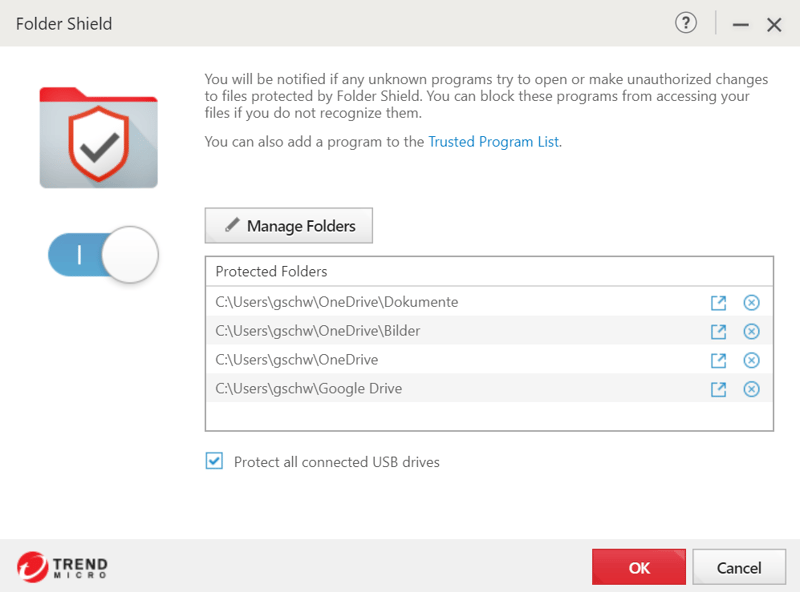 Folder Shield
?
You will be notified if any unknown programs try to open or make unauthorized changes
to files protected by Folder Shield. You can block these programs from accessing your
files if you do not recognize them.
You can also add a program to the Trusted Program List.
Manage Folders
Protected Folders
C:\Users\gschw\OneDrive\Dokumente
C:\Users\gschw\OneDrive\Bilder
C:\Users\gschw\OneDrive
C:\Users\gschw\Google Drive
Protect all connected USB drives
TREND
MICRO
OK
Cancel